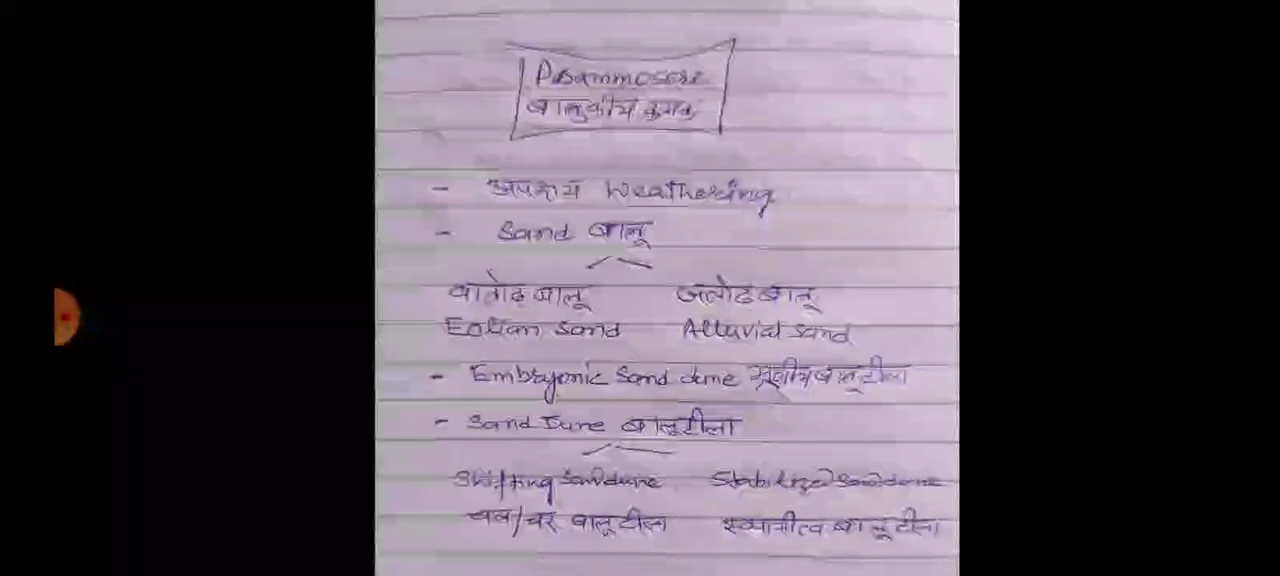 Psammosere
बालुकीय क्रमक
- अपक्षय Weathering
- Sand बालू
वातोढ़ बालू जलोढ बालू
Eolian Sand Alluvial Sand
- Embryonic Sand dune भ्रूणीय बालू टीला
- Sand Dune बालू टीला
Shifting Sand dune Stabilized Sand dune
चल/चर बालू टीला बालू टीला